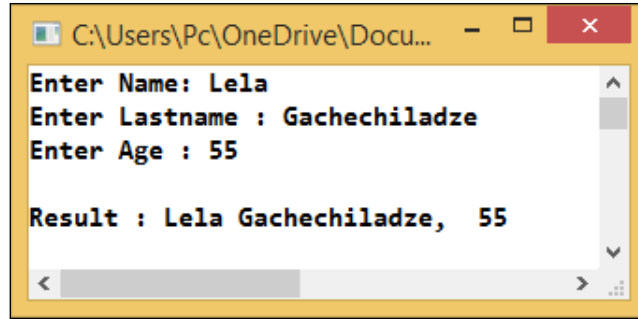 C:\Users\Pc\OneDrive\Docu...
Enter Name: Lela
Enter Lastname : Gachechiladze
Enter Age : 55
Result : Lela Gachechiladze,  55